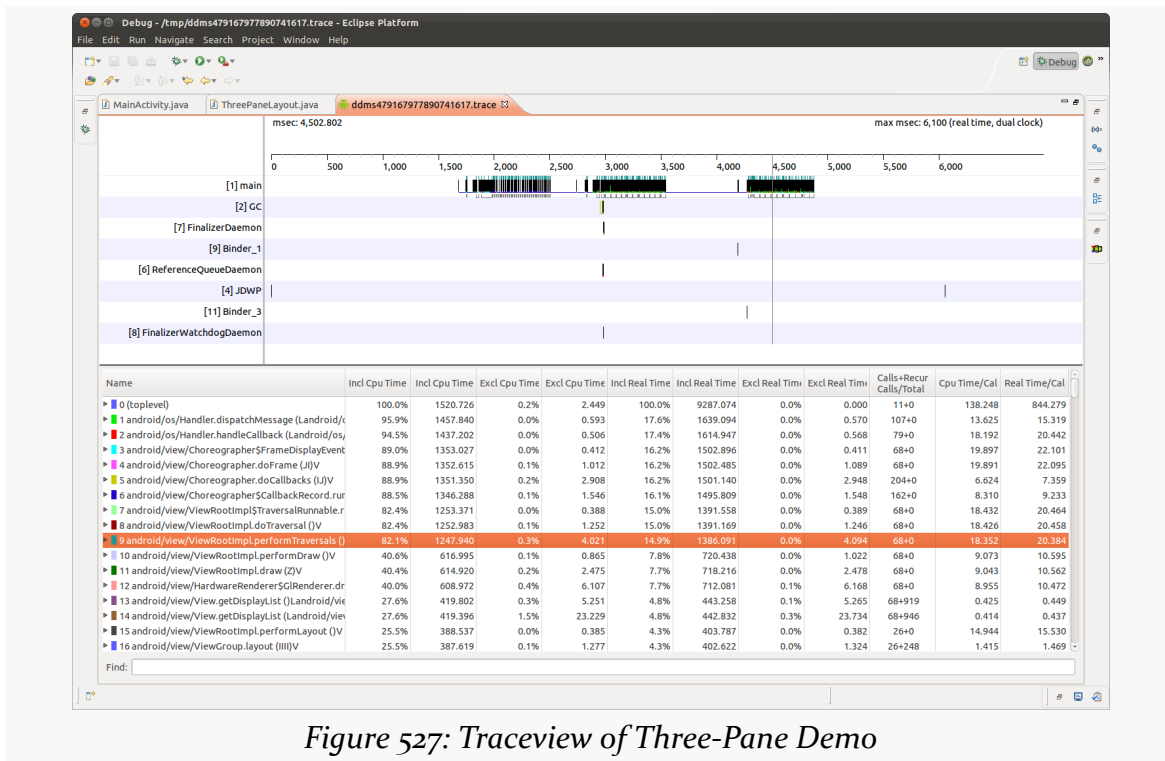 Debug - /tmp/ddms479167977890741617.trace - Eclipse Platform
File Edit Run Navigate Search Project Window Help
Debug »
MainActivity.java ThreePaneLayout.java ddms479167977890741617.trace
msec: 4,502.802 max msec: 6,100 (real time, dual clock)
0 500 1,000 1,500 2,000 2,500 3,000 3,500 4,000 4,500 5,000 5,500 6,000
[1] main
[2] GC
[7] FinalizerDaemon
[9] Binder_1
[6] ReferenceQueueDaemon
[4] JDWP
[11] Binder_3
[8] FinalizerWatchdogDaemon
Name Incl Cpu Time Incl Cpu Time Excl Cpu Time Excl Cpu Time Incl Real Time Incl Real Time Excl Real Tim Excl Real Time Calls+Recur Calls/Total Cpu Time/Cal Real Time/Cal
0 (toplevel) 100.0% 1520.726 0.2% 2.449 100.0% 9287.074 0.0% 0.000 11+0 138.248 844.279
1 android/os/Handler.dispatchMessage (Landroid/o 95.9% 1457.840 0.0% 0.593 17.6% 1639.094 0.0% 0.570 107+0 13.625 15.319
2 android/os/Handler.handleCallback (Landroid/os/ 94.5% 1437.202 0.0% 0.506 17.4% 1614.947 0.0% 0.568 79+0 18.192 20.442
3 android/view/Choreographer$FrameDisplayEvent 89.0% 1353.027 0.0% 0.412 16.2% 1502.896 0.0% 0.411 68+0 19.897 22.101
4 android/view/Choreographer.doFrame (JI)V 88.9% 1352.615 0.1% 1.012 16.2% 1502.485 0.0% 1.089 68+0 19.891 22.095
5 android/view/Choreographer.doCallbacks (IJ)V 88.9% 1351.350 0.2% 2.908 16.2% 1501.140 0.0% 2.948 204+0 6.624 7.359
6 android/view/Choreographer$CallbackRecord.rur 88.5% 1346.288 0.1% 1.546 16.1% 1495.809 0.0% 1.548 162+0 8.310 9.233
7 android/view/ViewRootImpl$TraversalRunnable.r 82.4% 1253.371 0.0% 0.388 15.0% 1391.558 0.0% 0.389 68+0 18.432 20.464
8 android/view/ViewRootImpl.doTraversal ()V 82.4% 1252.983 0.1% 1.252 15.0% 1391.169 0.0% 1.246 68+0 18.426 20.458
9 android/view/ViewRootImpl.performTraversals () 82.1% 1247.940 0.3% 4.021 14.9% 1386.091 0.0% 4.094 68+0 18.352 20.384
10 android/view/ViewRootImpl.performDraw ()V 40.6% 616.995 0.1% 0.865 7.8% 720.438 0.0% 1.022 68+0 9.073 10.595
11 android/view/ViewRootImpl.draw (Z)V 40.4% 614.920 0.2% 2.475 7.7% 718.216 0.0% 2.478 68+0 9.043 10.562
12 android/view/HardwareRenderer$GlRenderer.dr 40.0% 608.972 0.4% 6.107 7.7% 712.081 0.1% 6.168 68+0 8.955 10.472
13 android/view/View.getDisplayList ()Landroid/vie 27.6% 419.802 0.3% 5.251 4.8% 443.258 0.1% 5.265 68+919 0.425 0.449
14 android/view/View.getDisplayList (Landroid/view 27.6% 419.396 1.5% 23.229 4.8% 442.832 0.3% 23.734 68+946 0.414 0.437
15 android/view/ViewRootImpl.performLayout ()V 25.5% 388.537 0.0% 0.385 4.3% 403.787 0.0% 0.382 26+0 14.944 15.530
16 android/view/ViewGroup.layout (IIII)V 25.5% 387.619 0.1% 1.277 4.3% 402.622 0.0% 1.324 26+248 1.415 1.469
Find:
Figure 527: Traceview of Three-Pane Demo